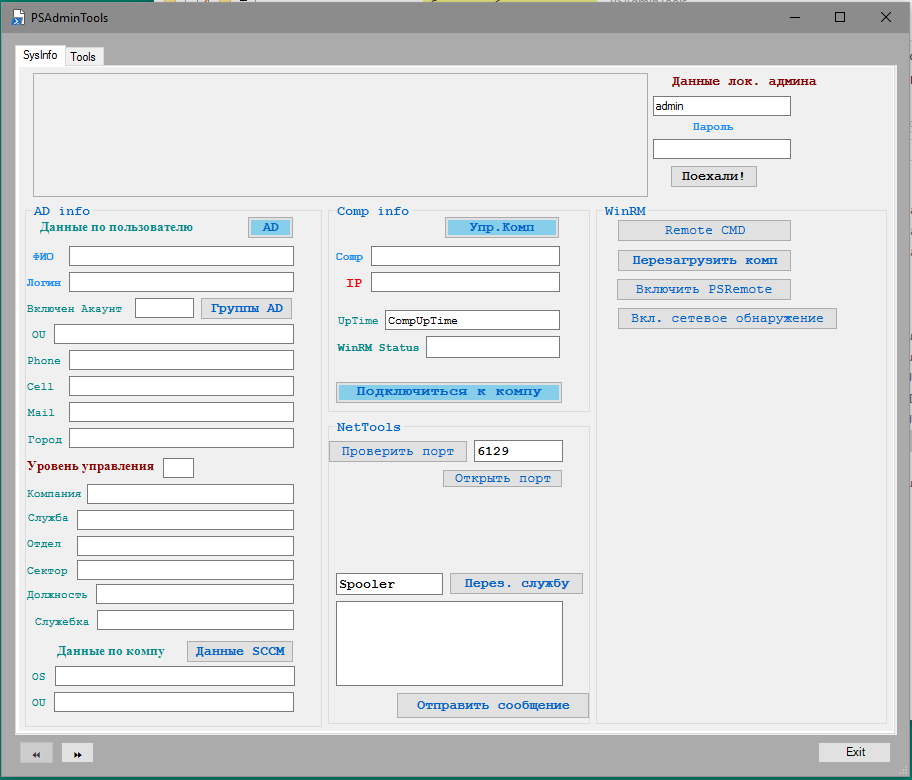 PSAdminTools
SysInfo
Tools
Данные лок. админа
admin
Пароль
Поехали!
AD info
Данные по пользователю
AD
ФИО
Логин
Включен Акаунт
Группы AD
OU
Phone
Cell
Mail
Город
Уровень управления
Компания
Служба
Отдел
Сектор
Должность
Служебка
Данные по компу
Данные SCCM
OS
OU
Comp info
Упр.Комп
Comp
IP
UpTime
CompUpTime
WinRM Status
Подключиться к компу
NetTools
Проверить порт
6129
Открыть порт
Spooler
Перез. службу
Отправить сообщение
WinRM
Remote CMD
Перезагрузить комп
Включить PSRemote
Вкл. сетевое обнаружение
Exit